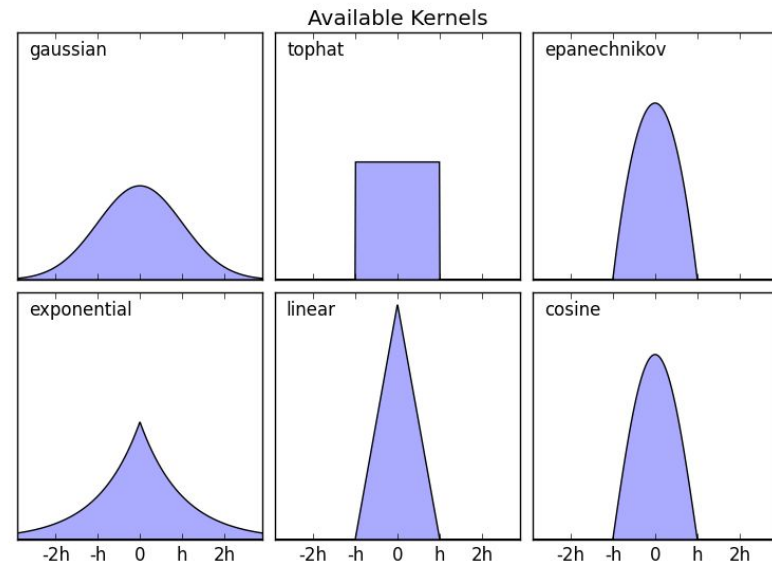 Available Kernels
gaussian
tophat
epanechnikov
exponential
linear
cosine
-2h -h 0 h 2h
-2h -h 0 h 2h
-2h -h 0 h 2h